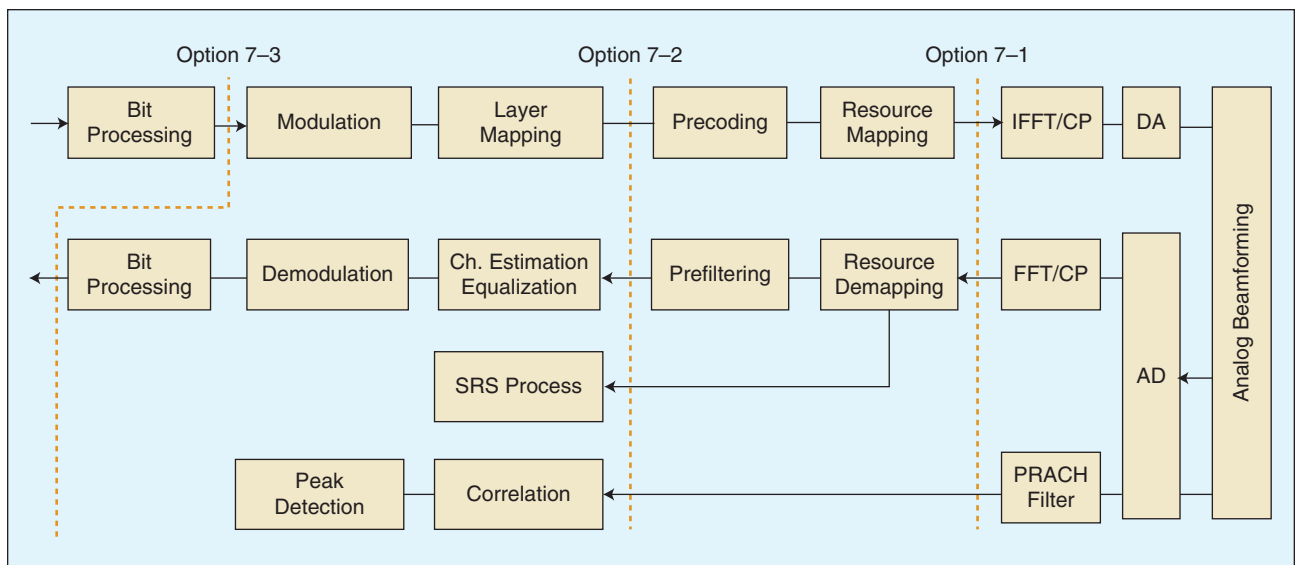 Option 7–3
Option 7–2
Option 7–1
Bit
Processing
Modulation
Layer
Mapping
Precoding
Resource
Mapping
IFFT/CP
DA
Analog Beamforming
Bit
Processing
Demodulation
Ch. Estimation
Equalization
Prefiltering
Resource
Demapping
FFT/CP
AD
SRS Process
Peak
Detection
Correlation
PRACH
Filter